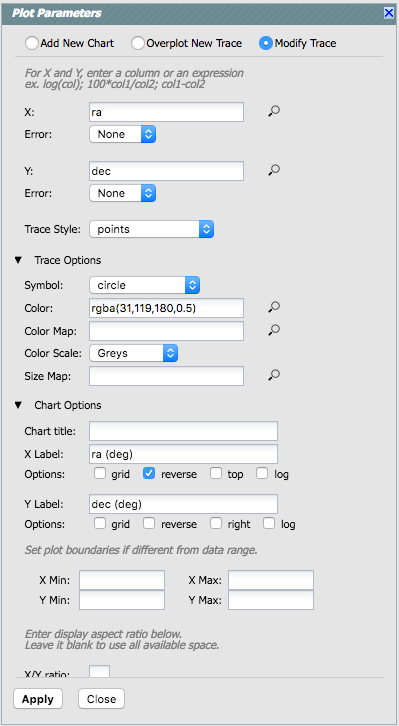 Plot Parameters
Add New Chart Overplot New Trace Modify Trace
For X and Y, enter a column or an expression
ex. log(col); 100*col1/col2; col1-col2
X: ra
Error: None
Y: dec
Error: None
Trace Style: points
Trace Options
Symbol: circle
Color: rgba(31,119,180,0.5)
Color Map:
Color Scale: Greys
Size Map:
Chart Options
Chart title:
X Label: ra (deg)
Options: grid reverse top log
Y Label: dec (deg)
Options: grid reverse right log
Set plot boundaries if different from data range.
X Min: X Max:
Y Min: Y Max:
Enter display aspect ratio below.
Leave it blank to use all available space.
X/Y ratio:
Apply Close